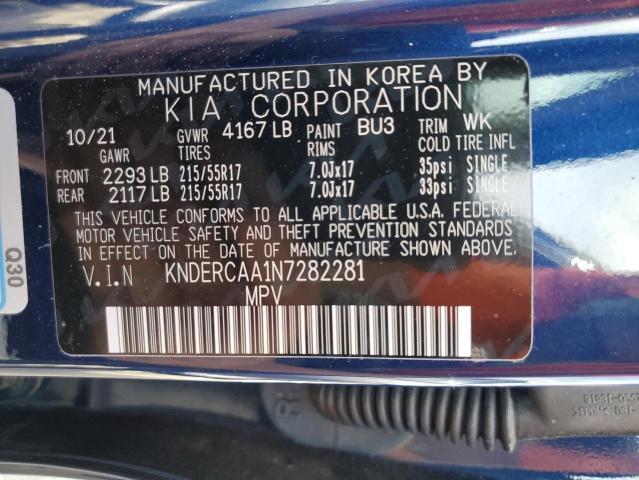 MANUFACTURED IN KOREA BY
KIA CORPORATION
10/21 GVWR 4167 LB PAINT BU3 TRIM WK
GAWR TIRES RIMS COLD TIRE INFL
FRONT 2293 LB 215/55R17 7.0Jx17 35psi SINGLE
REAR 2117 LB 215/55R17 7.0Jx17 33psi SINGLE
THIS VEHICLE CONFORMS TO ALL APPLICABLE U.S.A. FEDERAL
MOTOR VEHICLE SAFETY AND THEFT PREVENTION STANDARDS
IN EFFECT ON THE DATE OF MANUFACTURE SHOWN ABOVE.
V.I.N KNDERCAA1N7282281
MPV
Q30
R